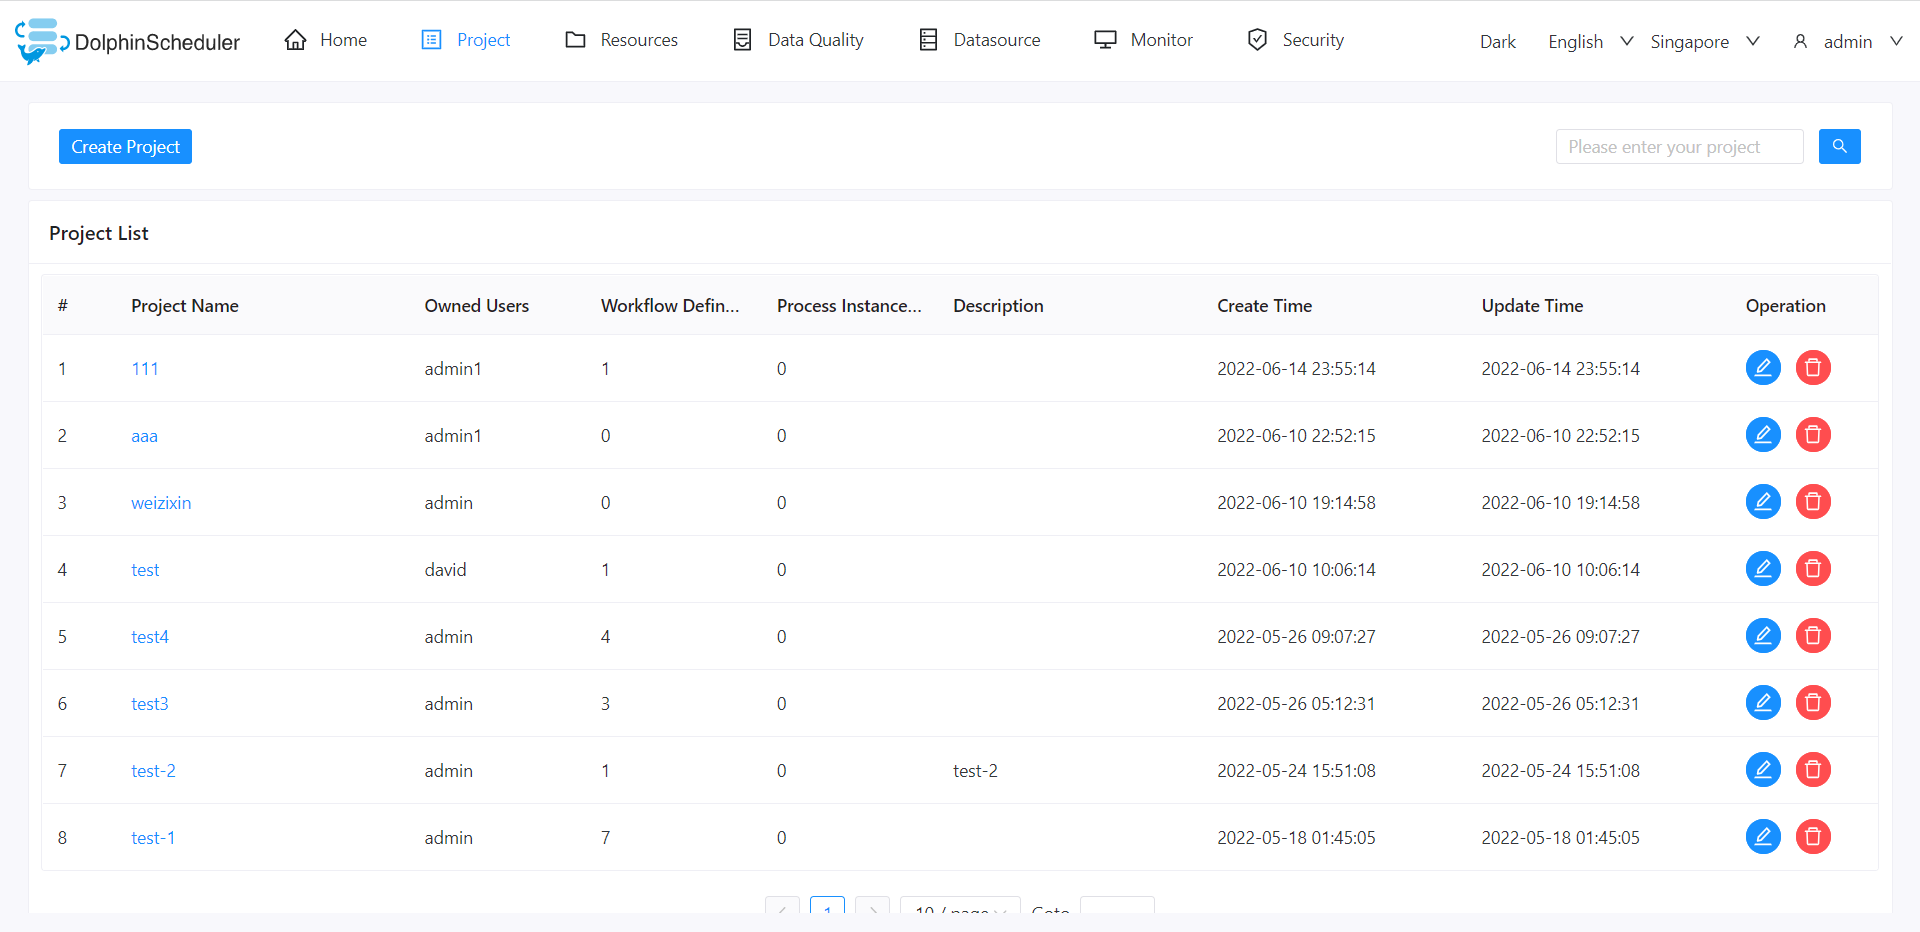 DolphinScheduler Home Project Resources Data Quality Datasource Monitor Security Dark English Singapore admin
Create Project Please enter your project
Project List
# Project Name Owned Users Workflow Defin... Process Instance... Description Create Time Update Time Operation
1 111 admin1 1 0 2022-06-14 23:55:14 2022-06-14 23:55:14
2 aaa admin1 0 0 2022-06-10 22:52:15 2022-06-10 22:52:15
3 weizixin admin 0 0 2022-06-10 19:14:58 2022-06-10 19:14:58
4 test david 1 0 2022-06-10 10:06:14 2022-06-10 10:06:14
5 test4 admin 4 0 2022-05-26 09:07:27 2022-05-26 09:07:27
6 test3 admin 3 0 2022-05-26 05:12:31 2022-05-26 05:12:31
7 test-2 admin 1 0 test-2 2022-05-24 15:51:08 2022-05-24 15:51:08
8 test-1 admin 7 0 2022-05-18 01:45:05 2022-05-18 01:45:05
1 10 / page Goto